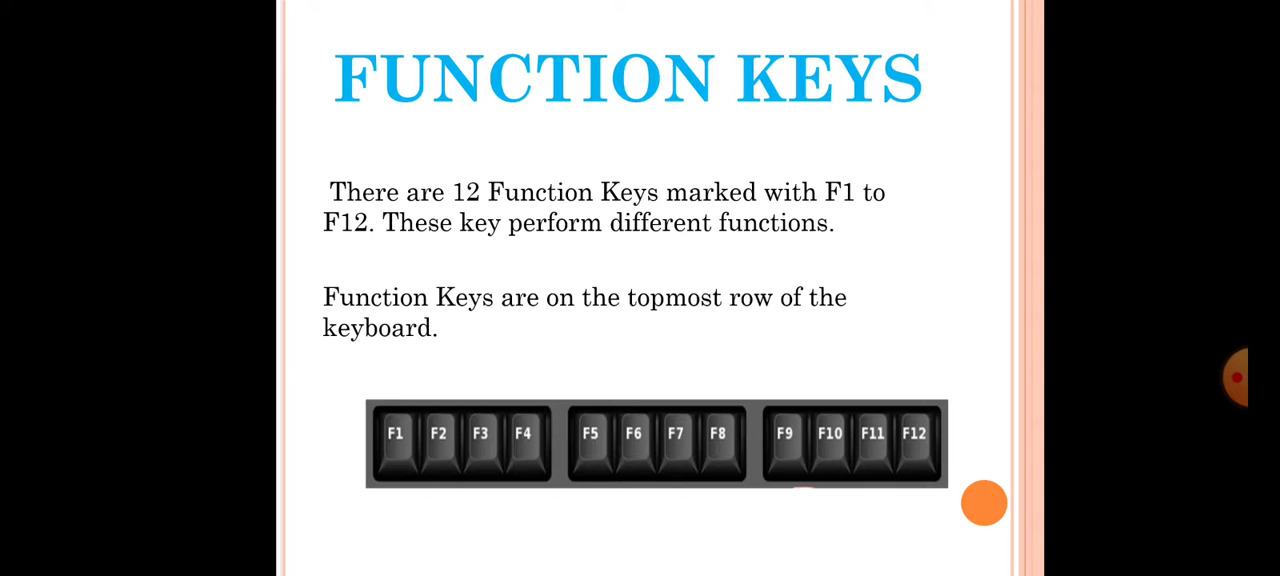 FUNCTION KEYS
There are 12 Function Keys marked with F1 to
F12. These key perform different functions.
Function Keys are on the topmost row of the
keyboard.
F1 F2 F3 F4 F5 F6 F7 F8 F9 F10 F11 F12